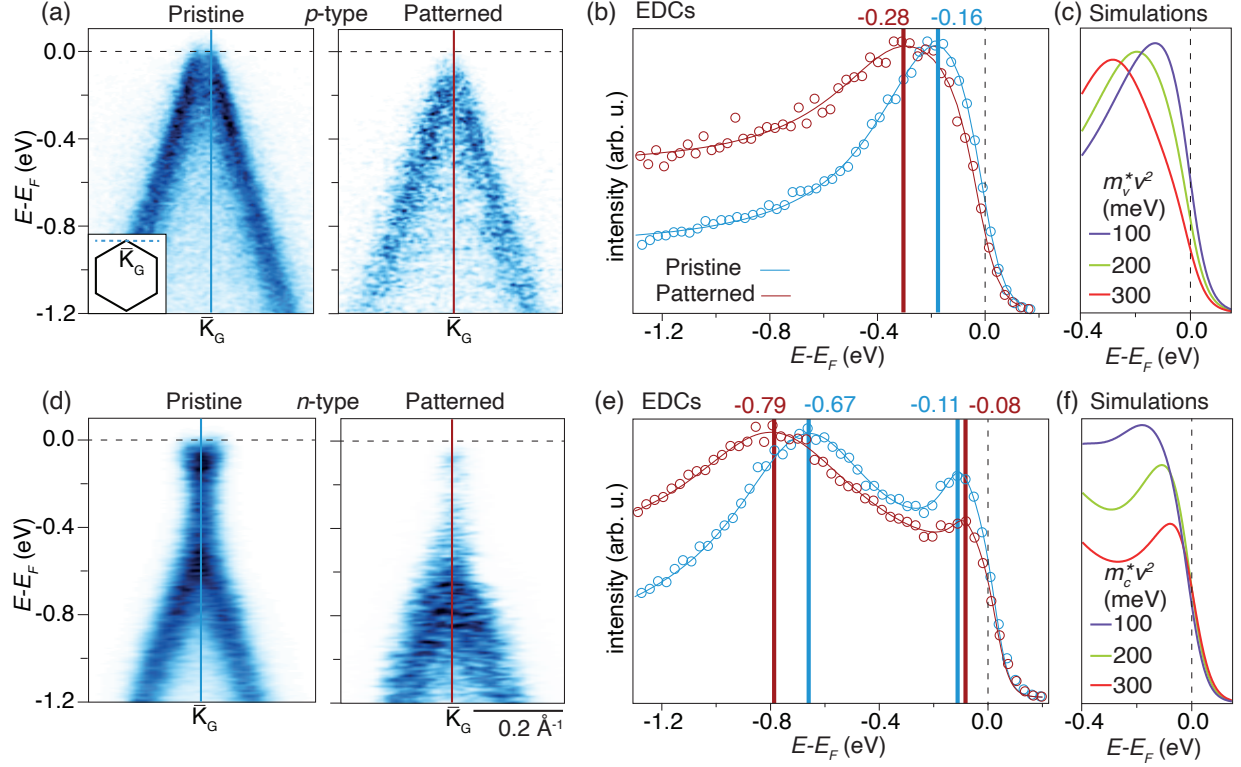 (a) Pristine p-type Patterned
0.0
-0.4
-0.8
-1.2
E-E_F (eV)
K̅_G
K̅_G
K̅_G
(b) EDCs -0.28 -0.16
intensity (arb. u.)
Pristine
Patterned
-1.2 -0.8 -0.4 0.0
E-E_F (eV)
(c) Simulations
m_v^*v^2
(meV)
100
200
300
-0.4 0.0
E-E_F (eV)
(d) Pristine n-type Patterned
0.0
-0.4
-0.8
-1.2
E-E_F (eV)
K̅_G
K̅_G
0.2 Å^-1
(e) EDCs -0.79 -0.67 -0.11 -0.08
intensity (arb. u.)
-1.2 -0.8 -0.4 0.0
E-E_F (eV)
(f) Simulations
m_c^*v^2
(meV)
100
200
300
-0.4 0.0
E-E_F (eV)